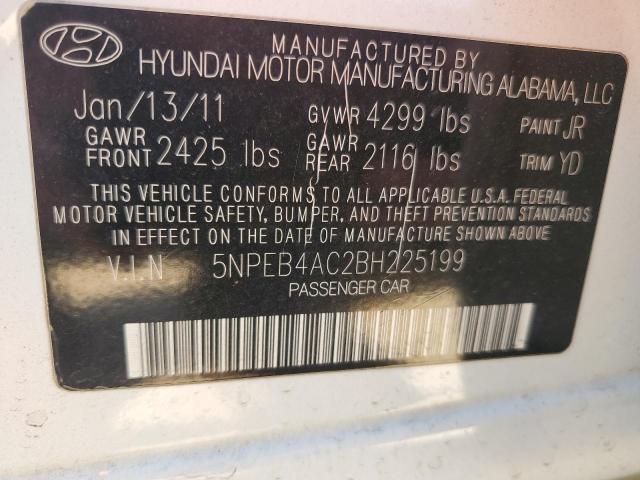 MANUFACTURED BY
HYUNDAI MOTOR MANUFACTURING ALABAMA, LLC
Jan/13/11 GVWR 4299 lbs PAINT JR
GAWR FRONT 2425 lbs GAWR REAR 2116 lbs TRIM YD
THIS VEHICLE CONFORMS TO ALL APPLICABLE U.S.A. FEDERAL
MOTOR VEHICLE SAFETY, BUMPER, AND THEFT PREVENTION STANDARDS
IN EFFECT ON THE DATE OF MANUFACTURE SHOWN ABOVE.
V.I.N 5NPEB4AC2BH225199
PASSENGER CAR